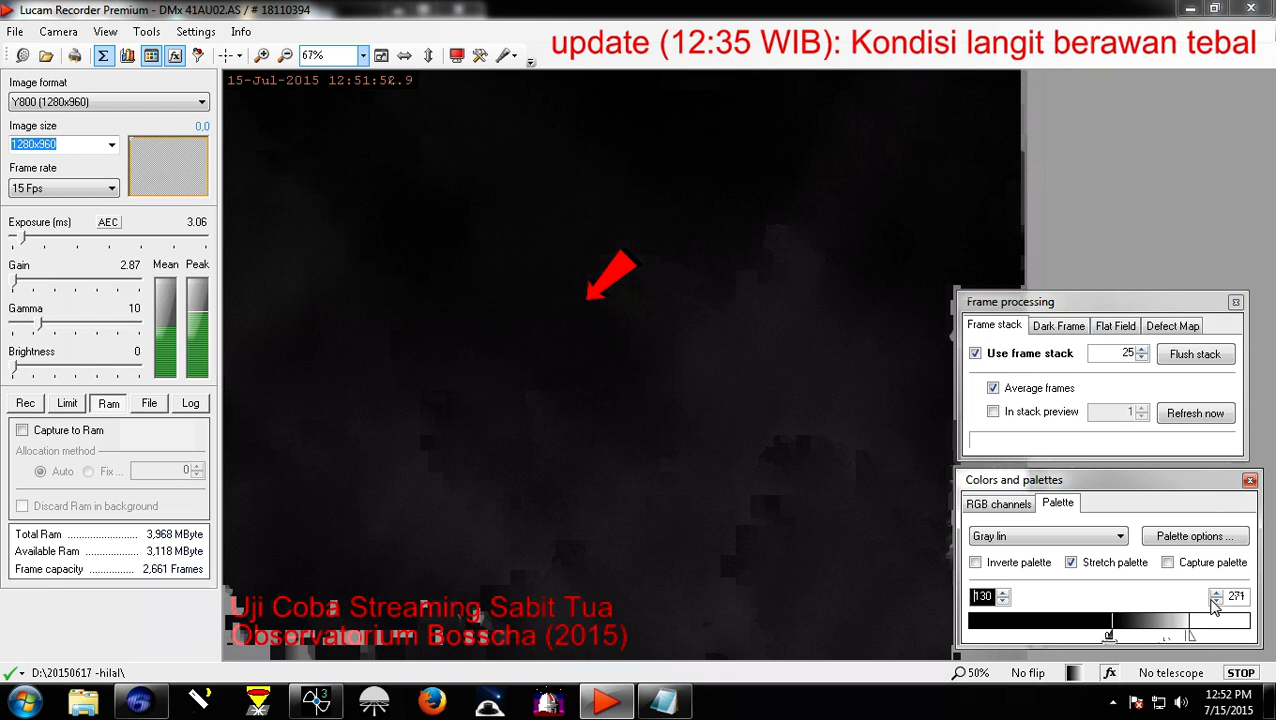 Lucam Recorder Premium - DMx 41AU02.AS / # 18110394
File Camera View Tools Settings Info
update (12:35 WIB): Kondisi langit berawan tebal
67%
Image format
Y800 (1280x960)
Image size 0,0
1280x960
Frame rate
15 Fps
Exposure (ms) AEC 3.06
Gain 2.87 Mean Peak
Gamma 10
Brightness 0
Rec Limit Ram File Log
Capture to Ram
Allocation method
Auto Fix ... 0
Discard Ram in background
Total Ram 3,968 MByte
Available Ram 3,118 MByte
Frame capacity 2,661 Frames
15-Jul-2015
Uji Coba Streaming Sabit Tua
Observatorium Bosscha (2015)
Frame processing
Frame stack Dark Frame Flat Field Defect Map
Use frame stack 25 Flush stack
Average frames
In stack preview 1 Refresh now
Colors and palettes
RGB channels Palette
Gray lin Palette options ...
Inverte palette Stretch palette Capture palette
130 271
D:\20150617 -hilal\ 50% No flip fx No telescope STOP
12:52 PM
7/15/2015